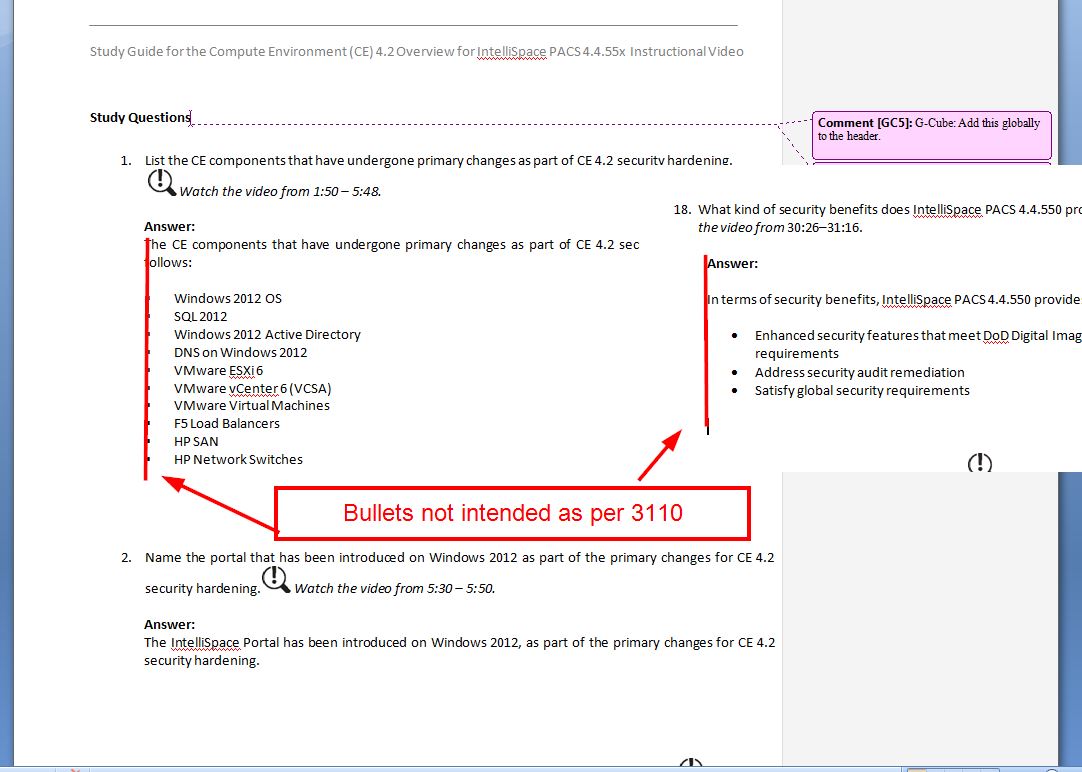 Study Guide for the Compute Environment (CE) 4.2 Overview for IntelliSpace PACS 4.4.55x Instructional Video
Study Questions
Comment [GC5]: G-Cube: Add this globally
to the header.
1. List the CE components that have undergone primary changes as part of CE 4.2 security hardening.
Watch the video from 1:50 – 5:48.
Answer:
The CE components that have undergone primary changes as part of CE 4.2 sec
follows:
Windows 2012 OS
SQL 2012
Windows 2012 Active Directory
DNS on Windows 2012
VMware ESXi 6
VMware vCenter 6 (VCSA)
VMware Virtual Machines
F5 Load Balancers
HP SAN
HP Network Switches
18. What kind of security benefits does IntelliSpace PACS 4.4.550 pro
the video from 30:26–31:16.
Answer:
In terms of security benefits, IntelliSpace PACS 4.4.550 provide
• Enhanced security features that meet DoD Digital Imag
requirements
• Address security audit remediation
• Satisfy global security requirements
Bullets not intended as per 3110
2. Name the portal that has been introduced on Windows 2012 as part of the primary changes for CE 4.2
security hardening. Watch the video from 5:30 – 5:50.
Answer:
The IntelliSpace Portal has been introduced on Windows 2012, as part of the primary changes for CE 4.2
security hardening.